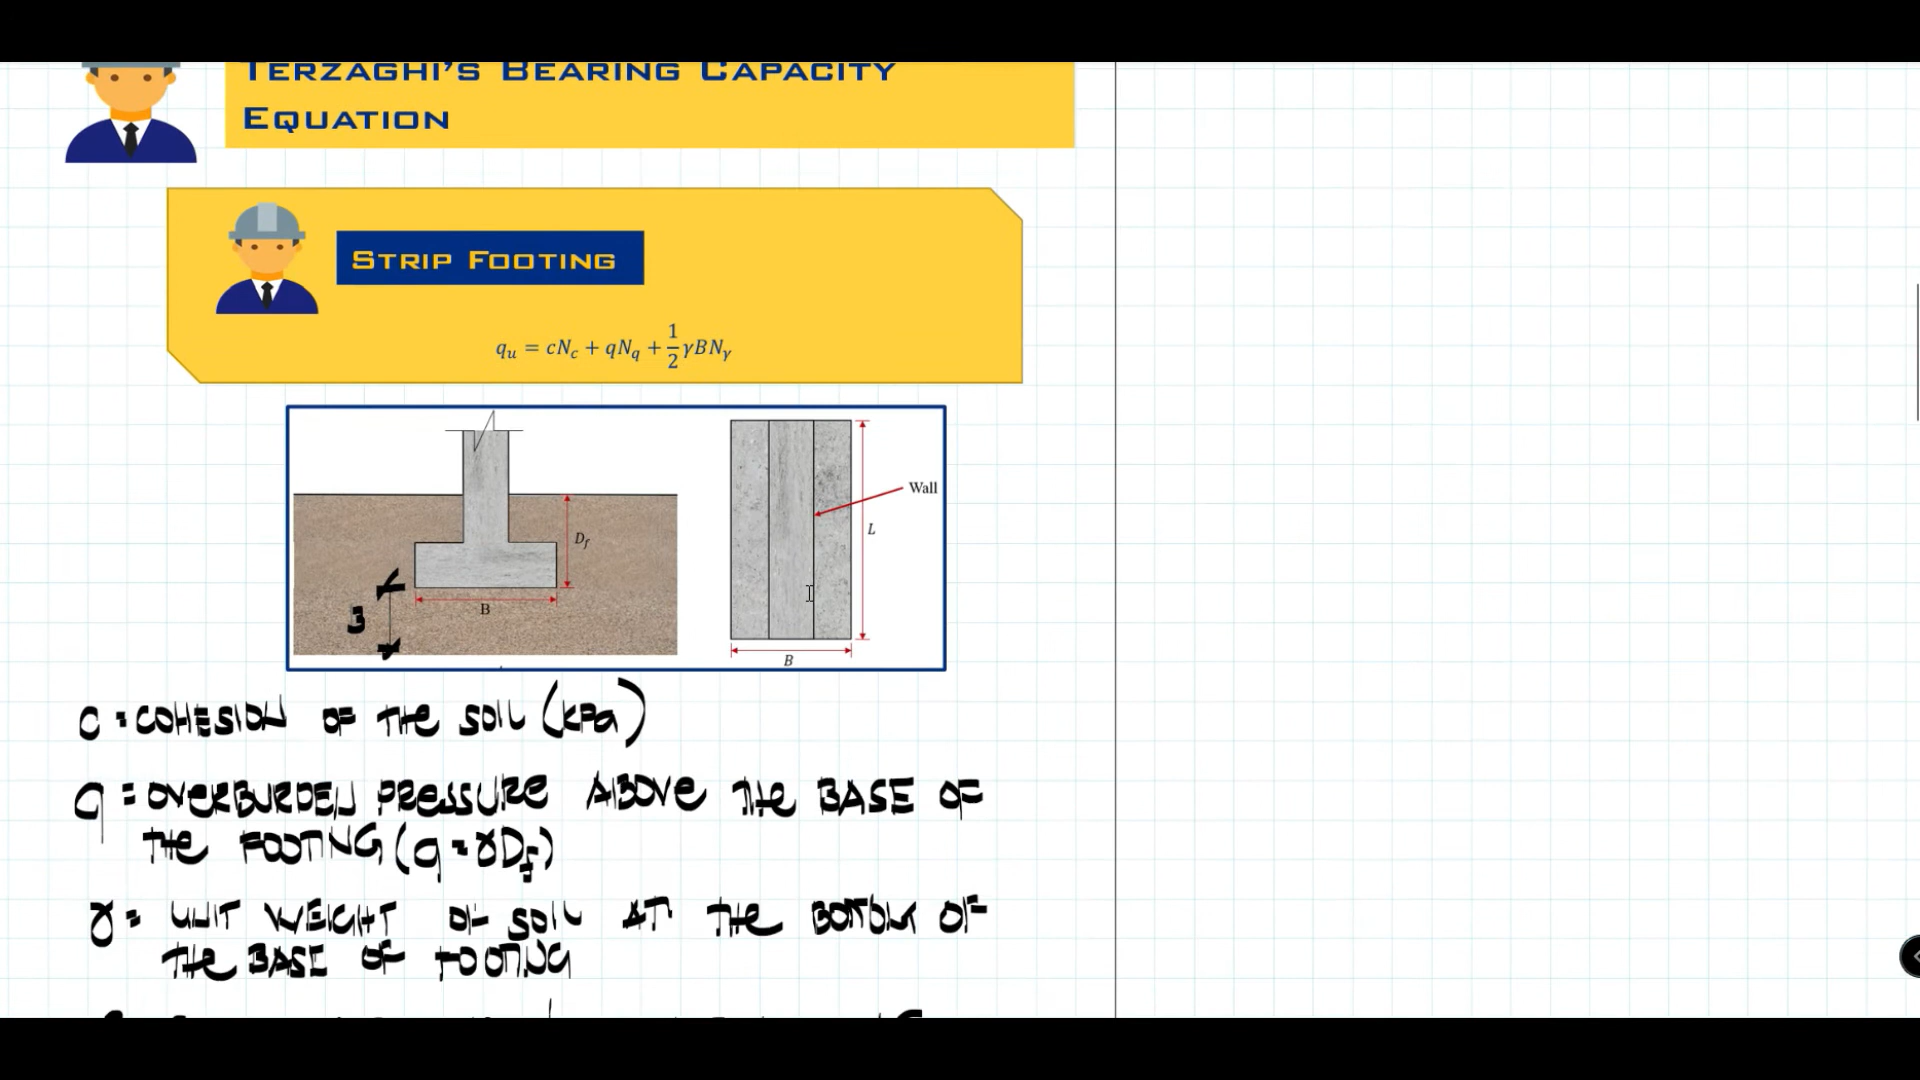 TERZAGHI'S BEARING CAPACITY
EQUATION
STRIP FOOTING
q_u = cN_c + qN_q + 1/2 γBN_γ
Wall
D_f
L
B
B
C = COHESION OF THE SOIL (kPa)
q = OVERBURDEN PRESSURE ABOVE THE BASE OF
THE FOOTING (q = γD_f)
γ = UNIT WEIGHT OF SOIL AT THE BOTTOM OF
THE BASE OF FOOTING